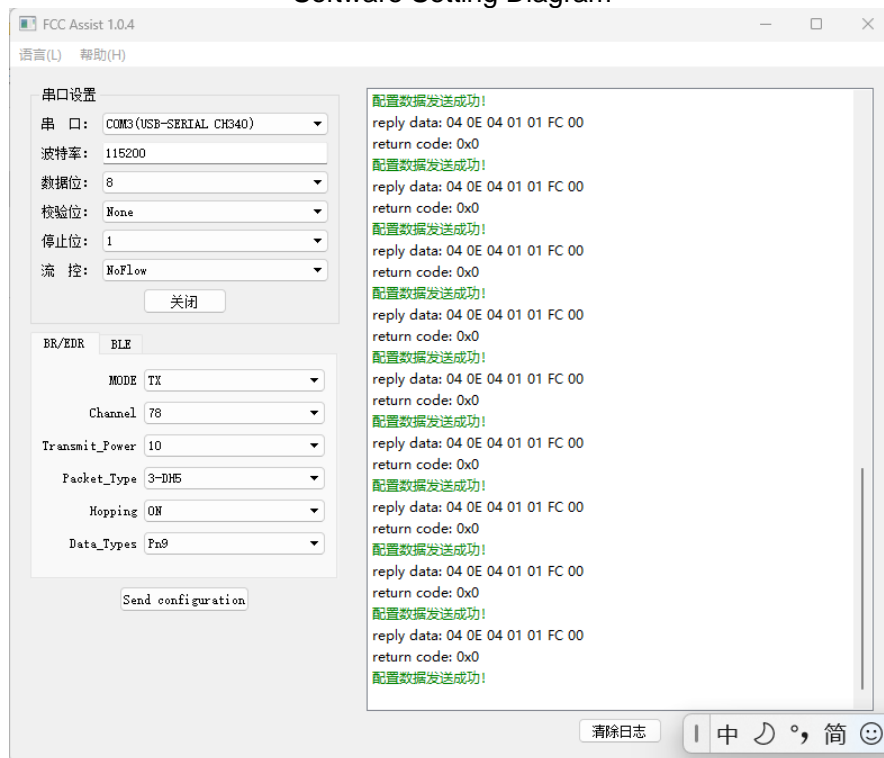 Software Setting Diagram
FCC Assist 1.0.4
语言(L) 帮助(H)
串口设置
串 口: COM3(USB-SERIAL CH340)
波特率: 115200
数据位: 8
校验位: None
停止位: 1
流 控: NoFlow
关闭
BR/EDR BLE
MODE TX
Channel 78
Transmit_Power 10
Packet_Type 3-DH5
Hopping ON
Data_Types Pn9
Send configuration
配置数据发送成功!
reply data: 04 0E 04 01 01 FC 00
return code: 0x0
配置数据发送成功!
reply data: 04 0E 04 01 01 FC 00
return code: 0x0
配置数据发送成功!
reply data: 04 0E 04 01 01 FC 00
return code: 0x0
配置数据发送成功!
reply data: 04 0E 04 01 01 FC 00
return code: 0x0
配置数据发送成功!
reply data: 04 0E 04 01 01 FC 00
return code: 0x0
配置数据发送成功!
reply data: 04 0E 04 01 01 FC 00
return code: 0x0
配置数据发送成功!
reply data: 04 0E 04 01 01 FC 00
return code: 0x0
配置数据发送成功!
reply data: 04 0E 04 01 01 FC 00
return code: 0x0
配置数据发送成功!
reply data: 04 0E 04 01 01 FC 00
return code: 0x0
配置数据发送成功!
清除日志
中 简